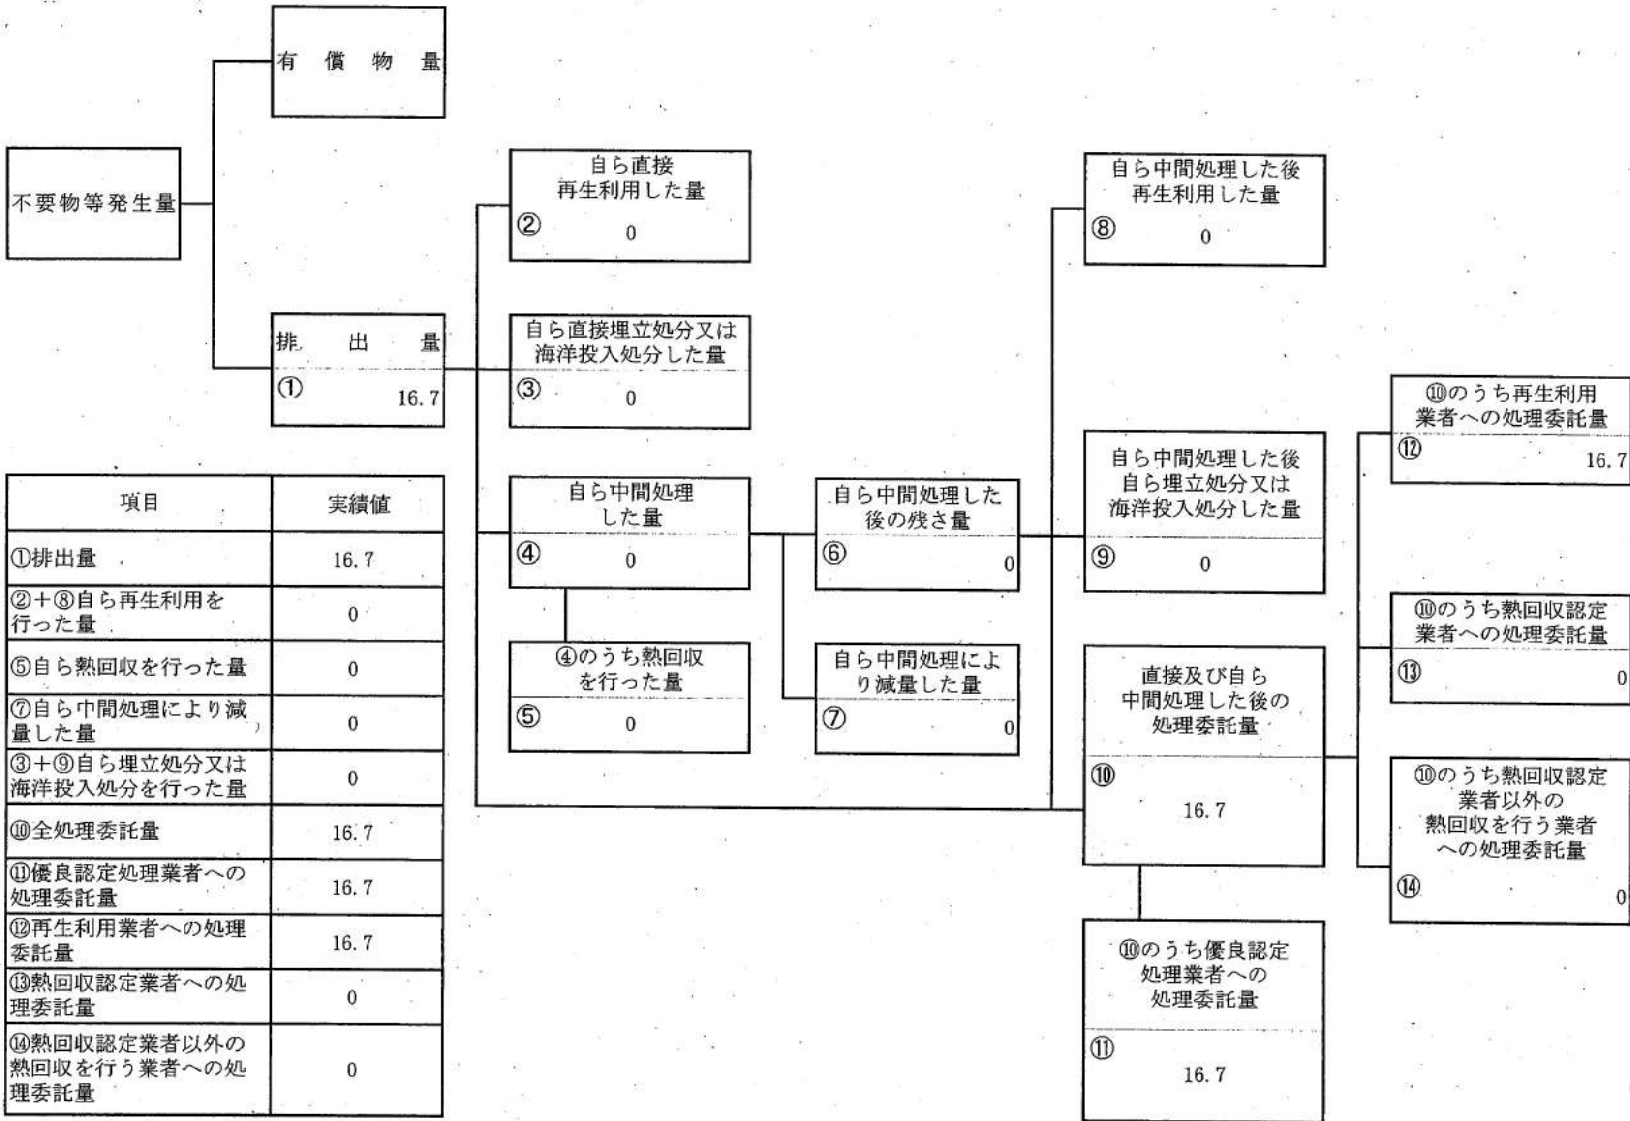 有償物量
不要物等発生量
排出量
① 16.7
自ら直接
再生利用した量
② 0
自ら直接埋立処分又は
海洋投入処分した量
③ 0
自ら中間処理
した量
④ 0
④のうち熱回収
を行った量
⑤ 0
自ら中間処理した
後の残さ量
⑥ 0
自ら中間処理によ
り減量した量
⑦ 0
自ら中間処理した後
再生利用した量
⑧ 0
自ら中間処理した後
自ら埋立処分又は
海洋投入処分した量
⑨ 0
直接及び自ら
中間処理した後の
処理委託量
⑩
16.7
⑩のうち優良認定
処理業者への
処理委託量
⑪
16.7
⑩のうち再生利用
業者への処理委託量
⑫ 16.7
⑩のうち熱回収認定
業者への処理委託量
⑬ 0
⑩のうち熱回収認定
業者以外の
熱回収を行う業者
への処理委託量
⑭ 0
項目 実績値
①排出量 16.7
②+⑧自ら再生利用を
行った量 0
⑤自ら熱回収を行った量 0
⑦自ら中間処理により減
量した量 0
③+⑨自ら埋立処分又は
海洋投入処分を行った量 0
⑩全処理委託量 16.7
⑪優良認定処理業者への
処理委託量 16.7
⑫再生利用業者への処理
委託量 16.7
⑬熱回収認定業者への処
理委託量 0
⑭熱回収認定業者以外の
熱回収を行う業者への処
理委託量 0